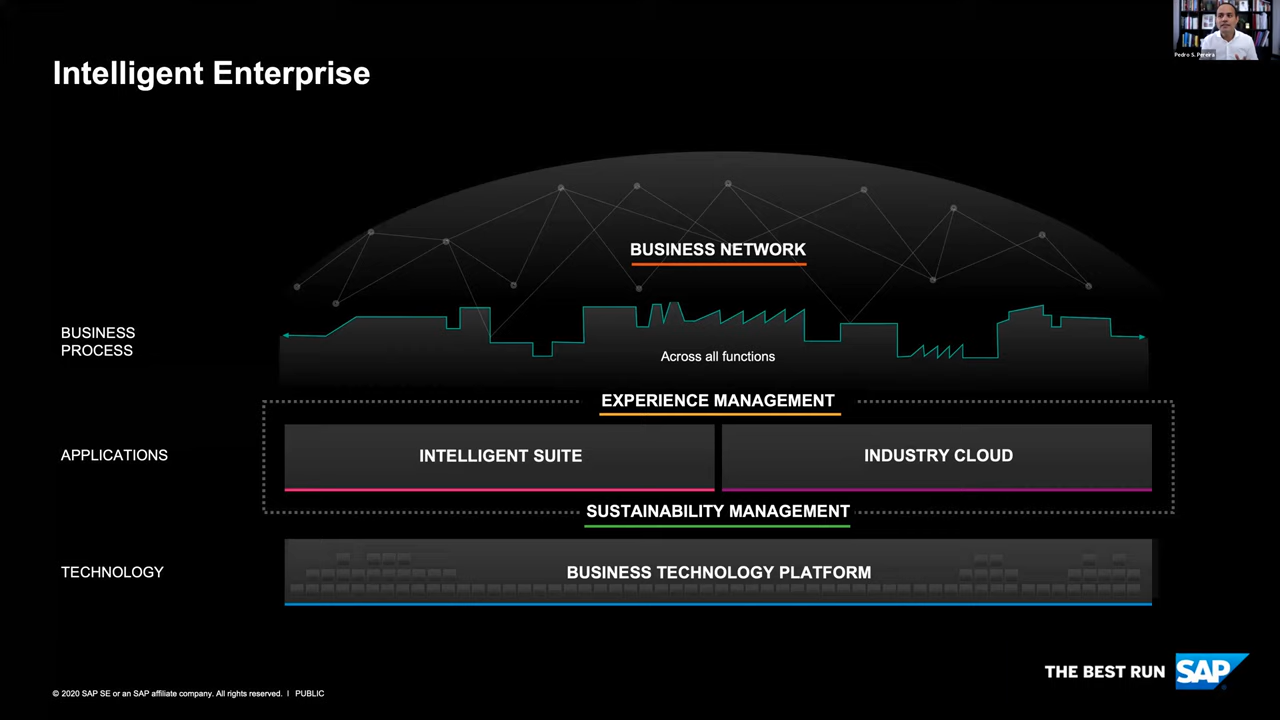 Pedro S. Pereira
Intelligent Enterprise
BUSINESS NETWORK
BUSINESS
PROCESS
Across all functions
EXPERIENCE MANAGEMENT
APPLICATIONS
INTELLIGENT SUITE
INDUSTRY CLOUD
SUSTAINABILITY MANAGEMENT
TECHNOLOGY
BUSINESS TECHNOLOGY PLATFORM
THE BEST RUN SAP
© 2020 SAP SE or an SAP affiliate company. All rights reserved. I PUBLIC